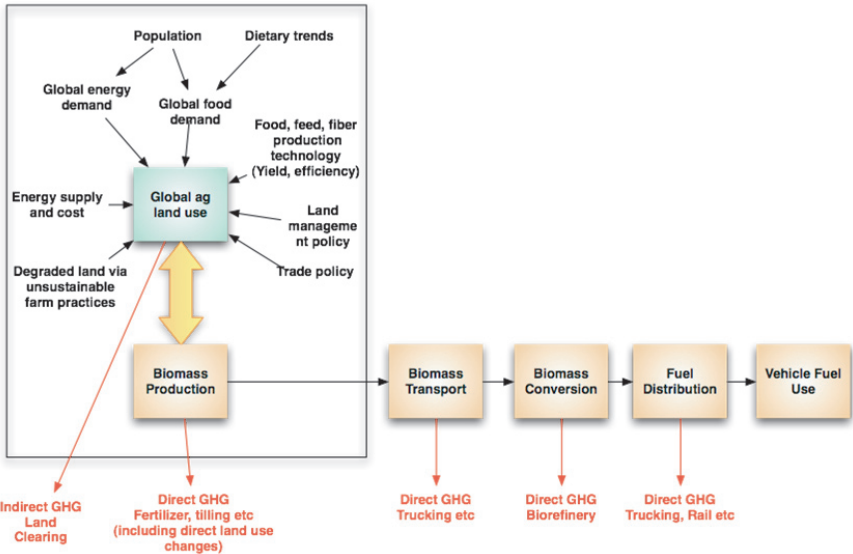 Population
Dietary trends
Global energy
demand
Global food
demand
Food, feed, fiber
production
technology
(Yield, efficiency)
Energy supply
and cost
Global ag
land use
Land
manageme
nt policy
Degraded land via
unsustainable
farm practices
Trade policy
Biomass
Production
Biomass
Transport
Biomass
Conversion
Fuel
Distribution
Vehicle Fuel
Use
Indirect GHG
Land
Clearing
Direct GHG
Fertilizer, tilling etc
(including direct land use
changes)
Direct GHG
Trucking etc
Direct GHG
Biorefinery
Direct GHG
Trucking, Rail etc